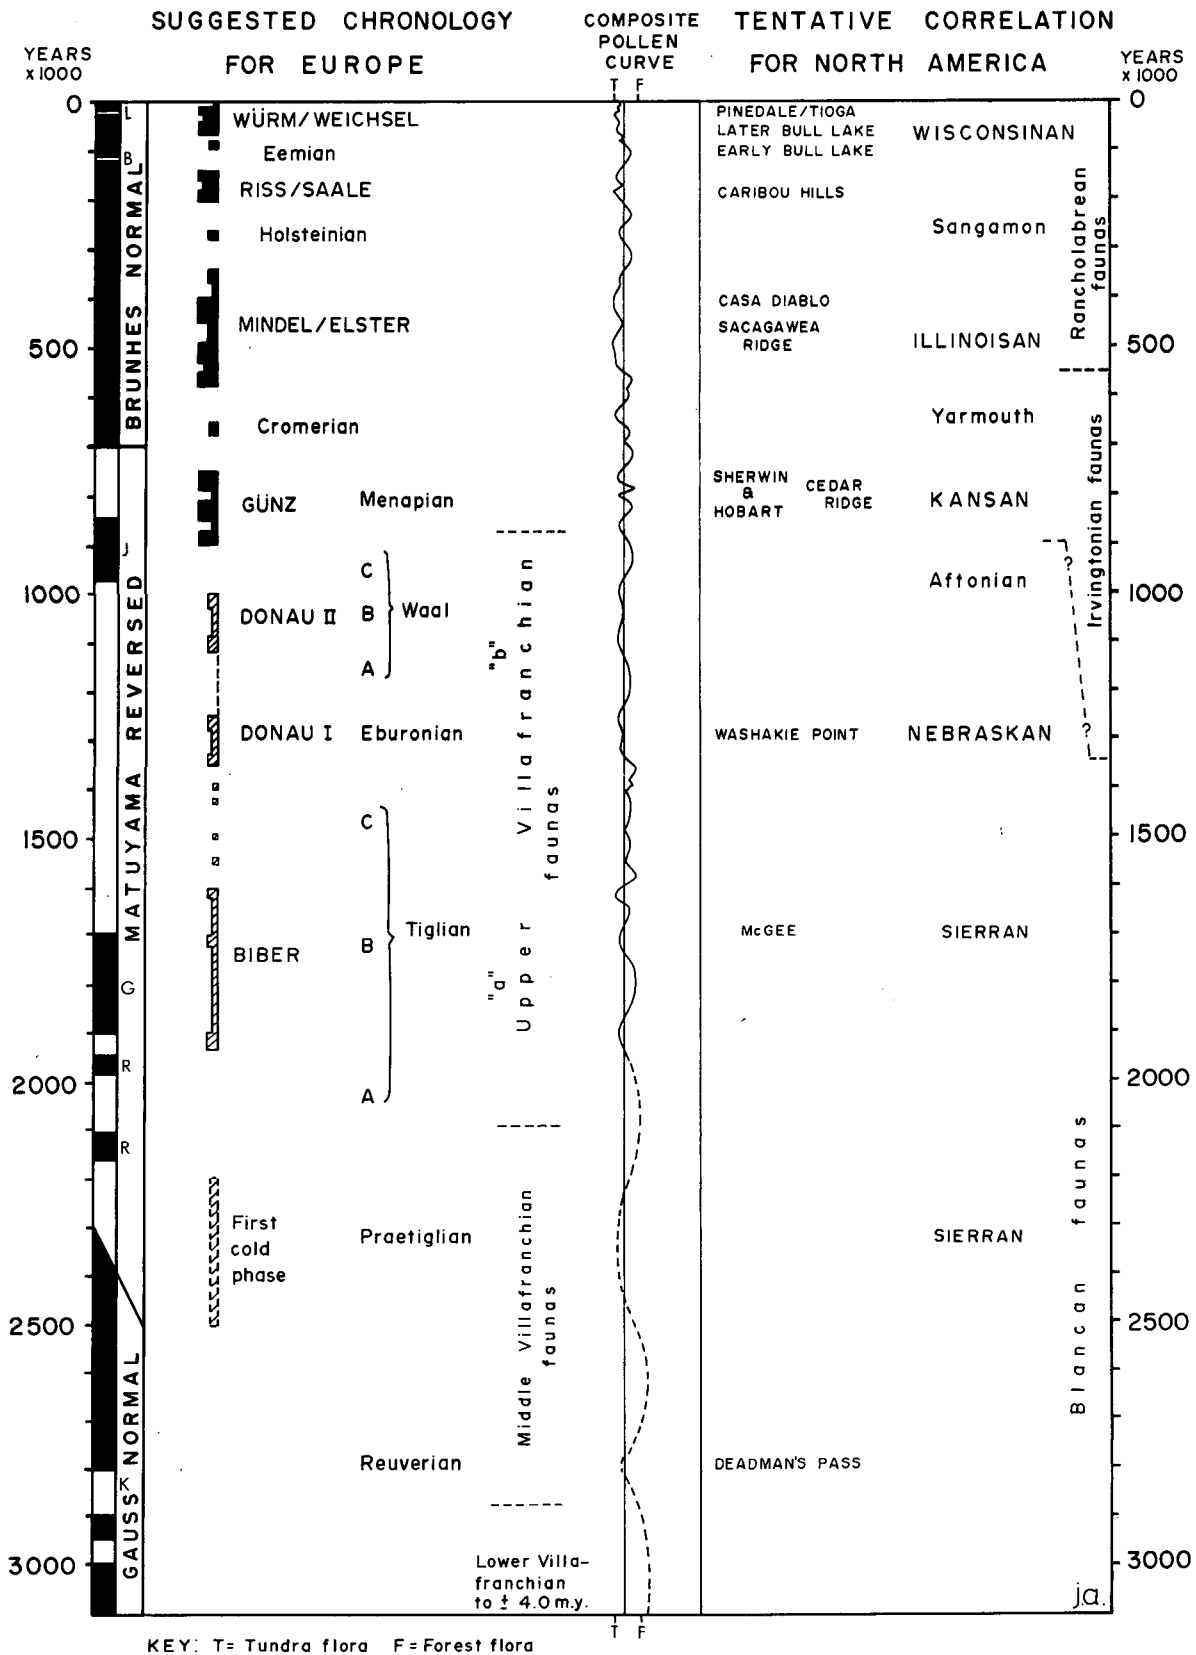 SUGGESTED CHRONOLOGY
FOR EUROPE
COMPOSITE
POLLEN
CURVE
T F
TENTATIVE CORRELATION
FOR NORTH AMERICA
YEARS
x 1000
YEARS
x 1000
0
500
1000
1500
2000
2500
3000
L
B
J
G
R
R
K
BRUNHES NORMAL
MATUYAMA REVERSED
GAUSS NORMAL
WÜRM/WEICHSEL
Eemian
RISS/SAALE
Holsteinian
MINDEL/ELSTER
Cromerian
GÜNZ Menapian
C
DONAU II B Waal
A
DONAU I Eburonian
C
Tiglian
BIBER B
A
First
cold
phase
Praetiglian
Reuverian
"b"
"a"
Upper Villafranchian
faunas
Middle Villafranchian
faunas
Lower Villa-
franchian
to ± 4.0 m.y.
PINEDALE/TIOGA
LATER BULL LAKE
EARLY BULL LAKE
WISCONSINAN
CARIBOU HILLS
Sangamon
CASA DIABLO
SACAGAWEA
RIDGE
ILLINOISAN
Yarmouth
SHERWIN
&
HOBART
CEDAR
RIDGE
KANSAN
Aftonian
WASHAKIE POINT NEBRASKAN
McGEE SIERRAN
SIERRAN
DEADMAN'S PASS
Rancholabrean
faunas
Irvingtonian faunas
?
?
Blancan faunas
0
500
1000
1500
2000
2500
3000
j.a.
T F
KEY: T= Tundra flora F= Forest flora